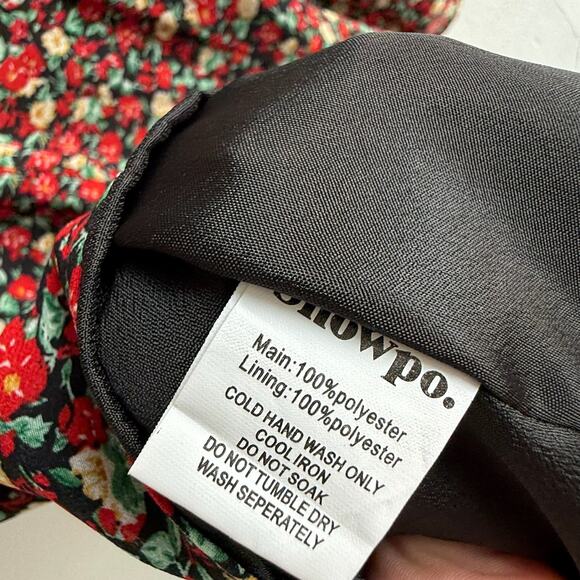 Showpo.
Main:100%polyester
Lining:100%polyester
COLD HAND WASH ONLY
COOL IRON
DO NOT SOAK
DO NOT TUMBLE DRY
WASH SEPERATELY